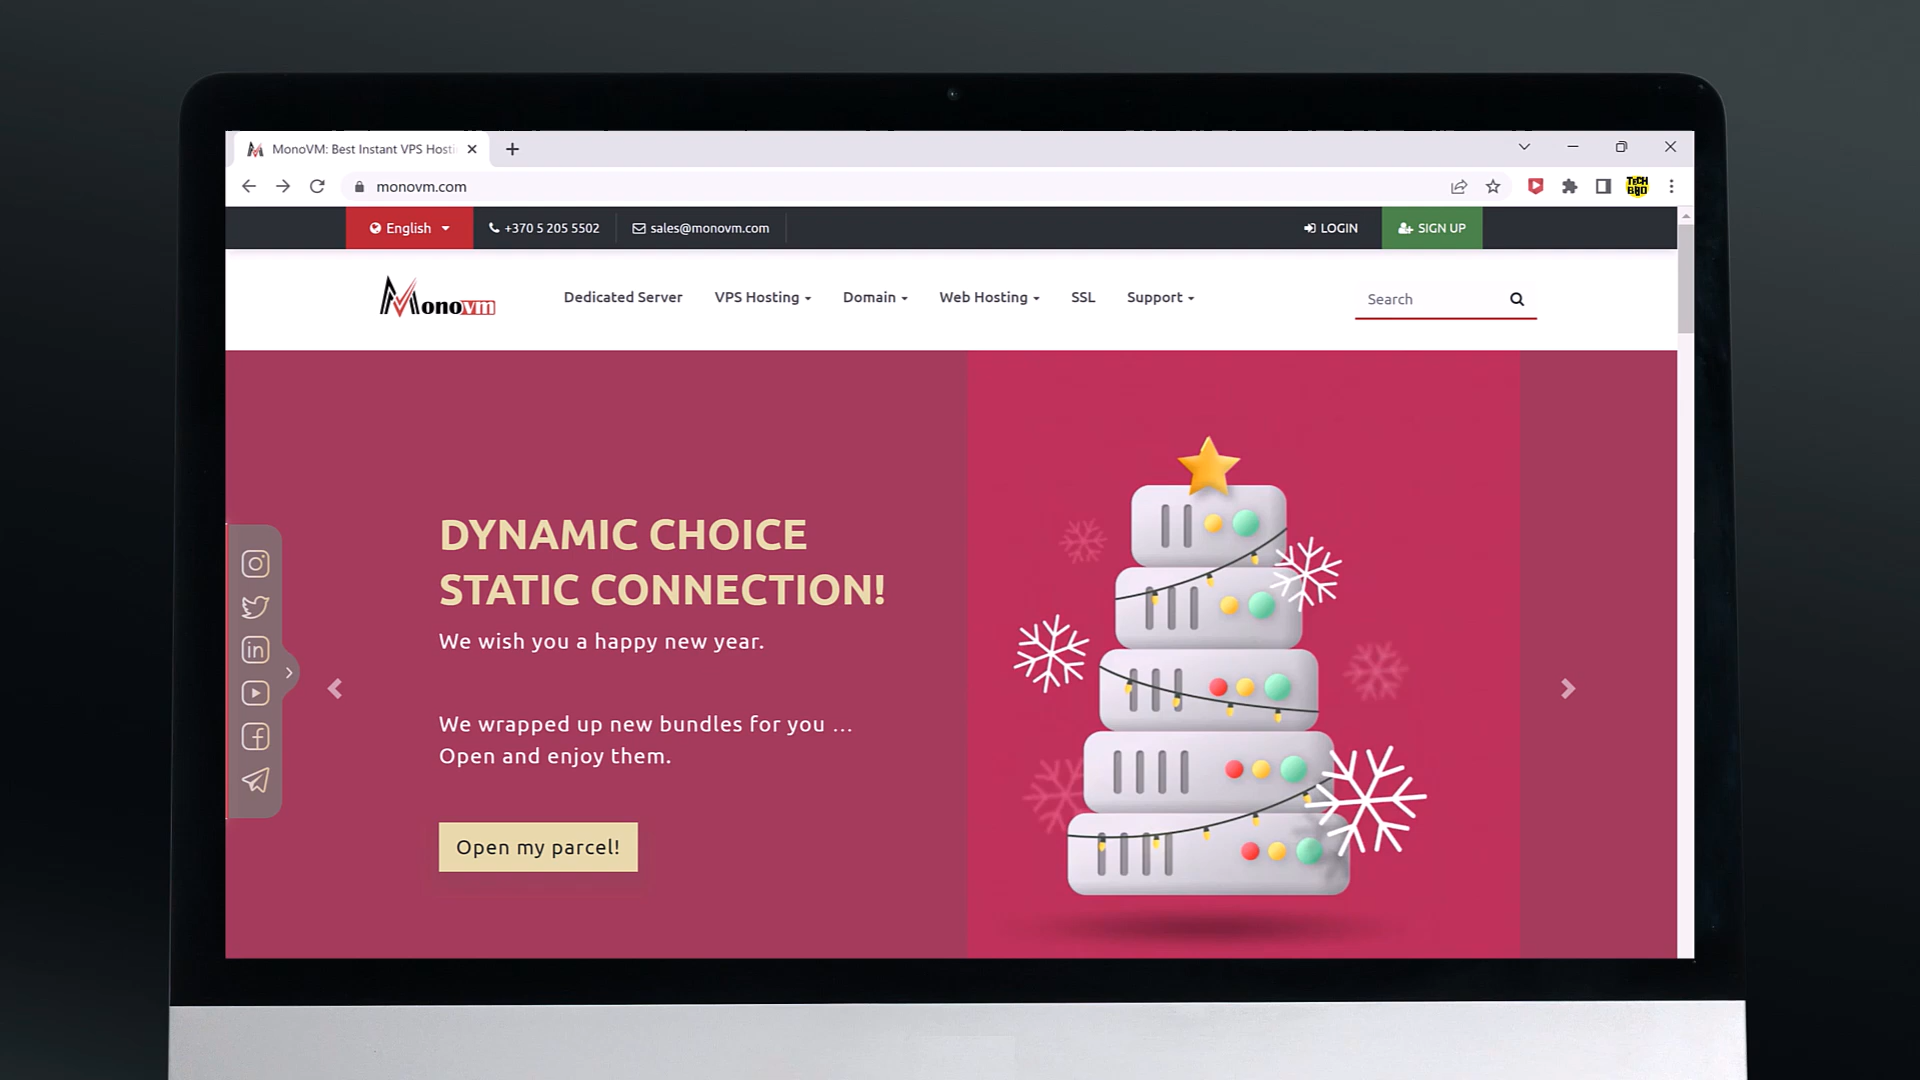 MonoVM: Best Instant VPS Hosti
monovm.com
TECH
BRO
English
+370 5 205 5502
sales@monovm.com
LOGIN
SIGN UP
Monovm
Dedicated Server
VPS Hosting
Domain
Web Hosting
SSL
Support
Search
DYNAMIC CHOICE
STATIC CONNECTION!
We wish you a happy new year.
We wrapped up new bundles for you ...
Open and enjoy them.
Open my parcel!